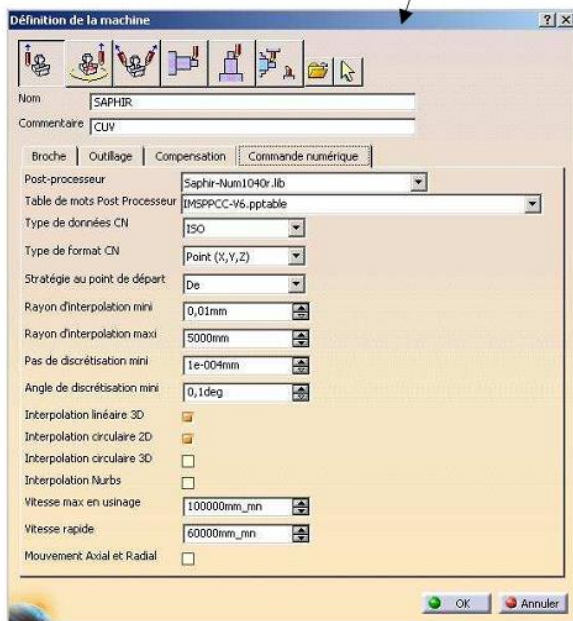 Définition de la machine
Nom SAPHIR
Commentaire CUV
Broche Outillage Compensation Commande numérique
Post-processeur Saphir-Num1040r.lib
Table de mots Post Processeur IMSPPCC-V6.pptable
Type de données CN ISO
Type de format CN Point (X,Y,Z)
Stratégie au point de départ De
Rayon d'interpolation mini 0,01mm
Rayon d'interpolation maxi 5000mm
Pas de discrétisation mini 1e-004mm
Angle de discrétisation mini 0,1deg
Interpolation linéaire 3D
Interpolation circulaire 2D
Interpolation circulaire 3D
Interpolation Nurbs
Vitesse max en usinage 100000mm_mn
Vitesse rapide 60000mm_mn
Mouvement Axial et Radial
OK Annuler